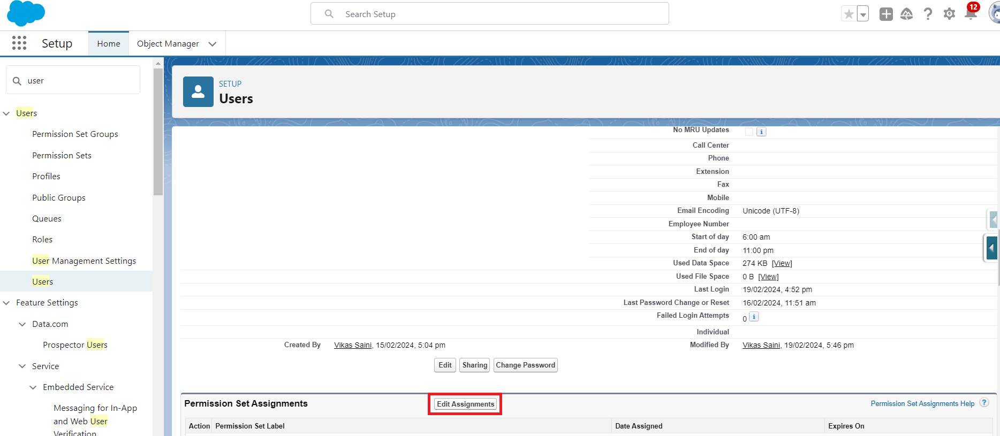 Search Setup
12
Setup
Home
Object Manager
user
Users
Permission Set Groups
Permission Sets
Profiles
Public Groups
Queues
Roles
User Management Settings
Users
Feature Settings
Data.com
Prospector Users
Service
Embedded Service
Messaging for In-App
and Web User
Verification
SETUP
Users
No MRU Updates
Call Center
Phone
Extension
Fax
Mobile
Email Encoding Unicode (UTF-8)
Employee Number
Start of day 6:00 am
End of day 11:00 pm
Used Data Space 274 KB [View]
Used File Space 0 B [View]
Last Login 19/02/2024, 4:52 pm
Last Password Change or Reset 16/02/2024, 11:51 am
Failed Login Attempts 0
Individual
Created By Vikas Saini, 15/02/2024, 5:04 pm Modified By Vikas Saini, 19/02/2024, 5:46 pm
Edit Sharing Change Password
Permission Set Assignments Edit Assignments Permission Set Assignments Help ?
Action Permission Set Label Date Assigned Expires On